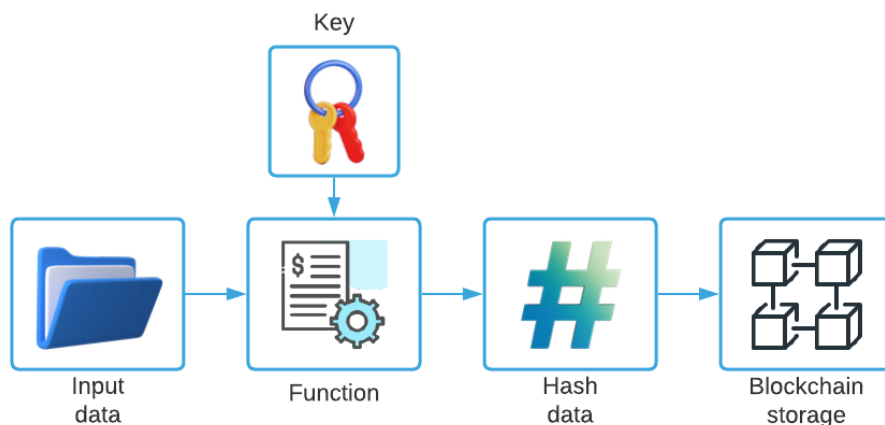 Key
$
#
Input
data
Function
Hash
data
Blockchain
storage